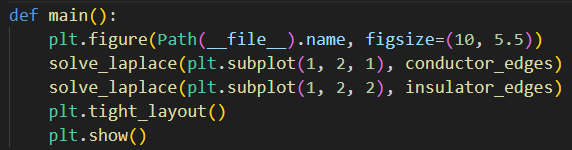 def main():
    plt.figure(Path(__file__).name, figsize=(10, 5.5))
    solve_laplace(plt.subplot(1, 2, 1), conductor_edges)
    solve_laplace(plt.subplot(1, 2, 2), insulator_edges)
    plt.tight_layout()
    plt.show()